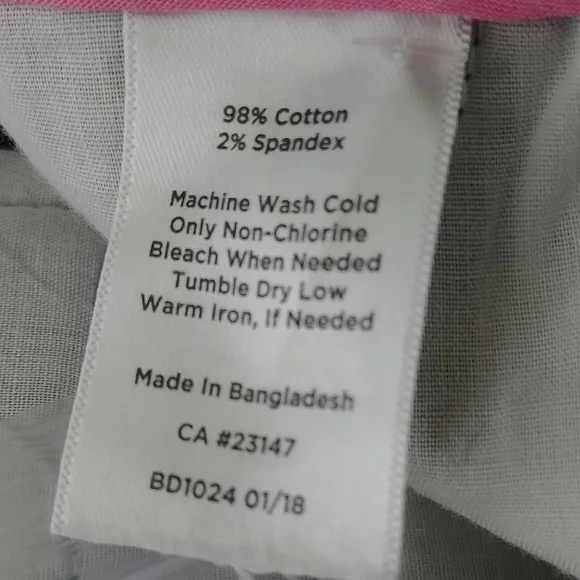 98% Cotton
2% Spandex
Machine Wash Cold
Only Non-Chlorine
Bleach When Needed
Tumble Dry Low
Warm Iron, If Needed
Made In Bangladesh
CA #23147
BD1024 01/18